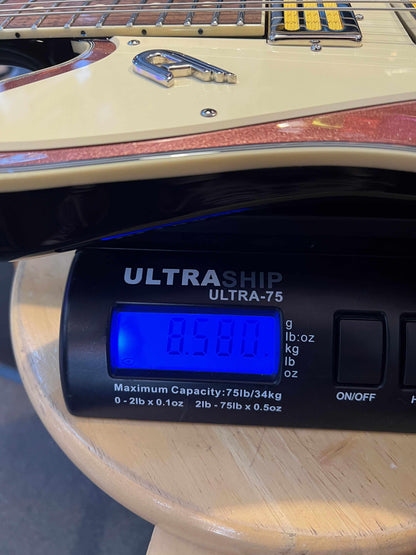 ULTRASHIP
ULTRA-75
8.580
g
lb:oz
kg
lb
oz
Maximum Capacity:75lb/34kg
0 - 2lb x 0.1oz 2lb - 75lb x 0.5oz
ON/OFF
H